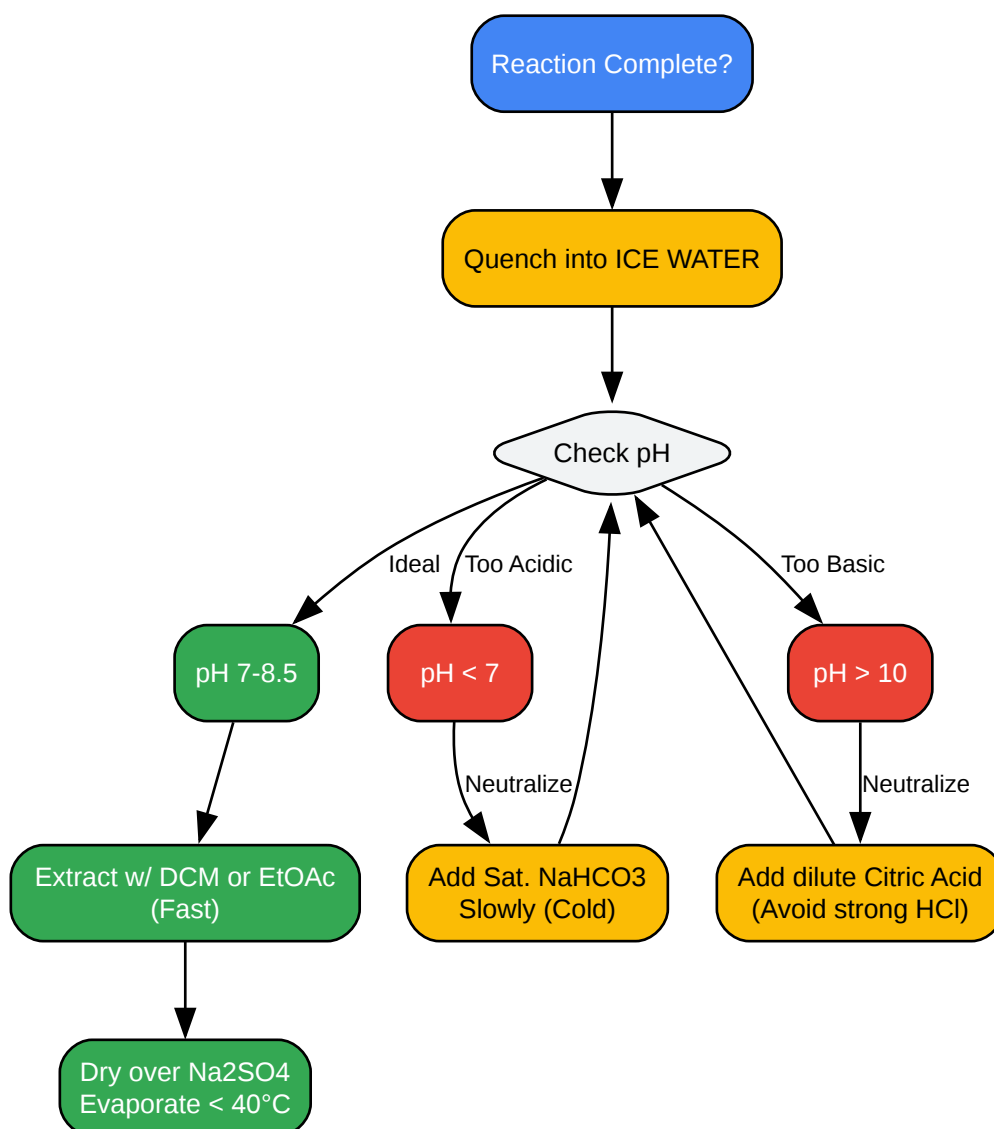 Reaction Complete?
Quench into ICE WATER
Check pH
Ideal
Too Acidic
Too Basic
pH 7-8.5
pH < 7
pH > 10
Neutralize
Neutralize
Extract w/ DCM or EtOAc
(Fast)
Add Sat. NaHCO3
Slowly (Cold)
Add dilute Citric Acid
(Avoid strong HCl)
Dry over Na2SO4
Evaporate < 40°C